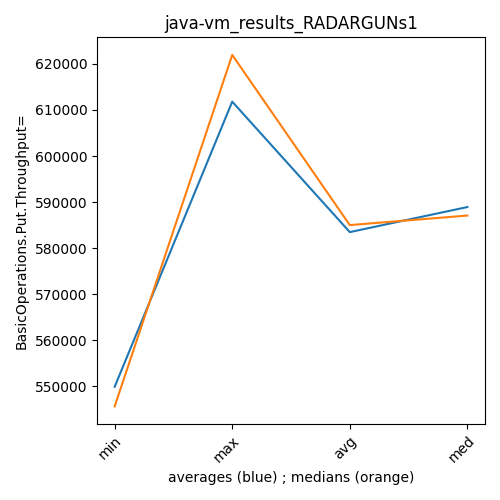 java-vm_results_RADARGUNs1
BasicOperations.Put.Throughput=
620000
610000
600000
590000
580000
570000
560000
550000
min
max
avg
med
averages (blue) ; medians (orange)